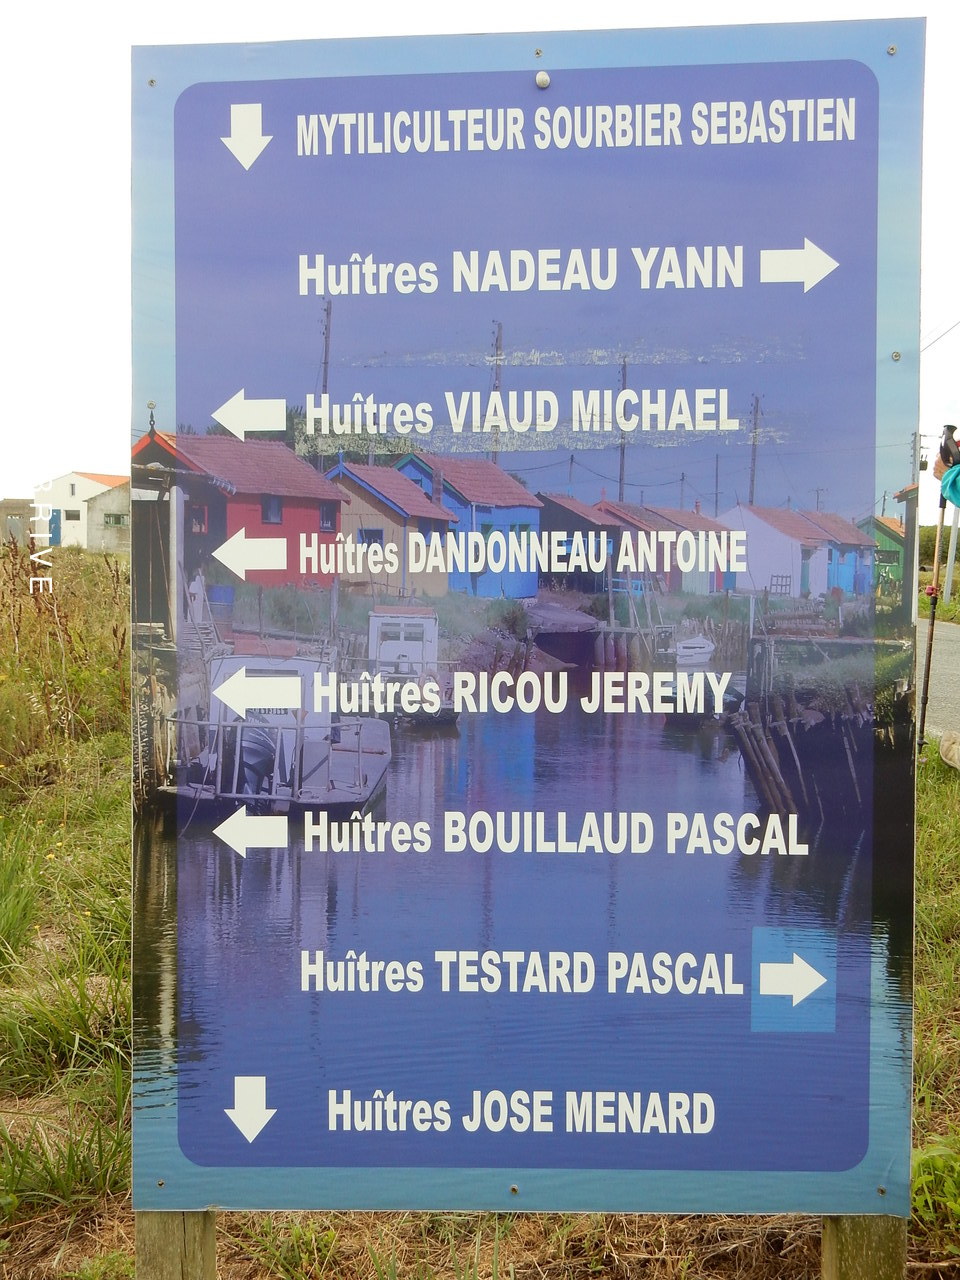 MYTILICULTEUR SOURBIER SEBASTIEN
Huîtres NADEAU YANN
Huîtres VIAUD MICHAEL
Huîtres DANDONNEAU ANTOINE
Huîtres RICOU JEREMY
Huîtres BOUILLAUD PASCAL
Huîtres TESTARD PASCAL
Huîtres JOSE MENARD